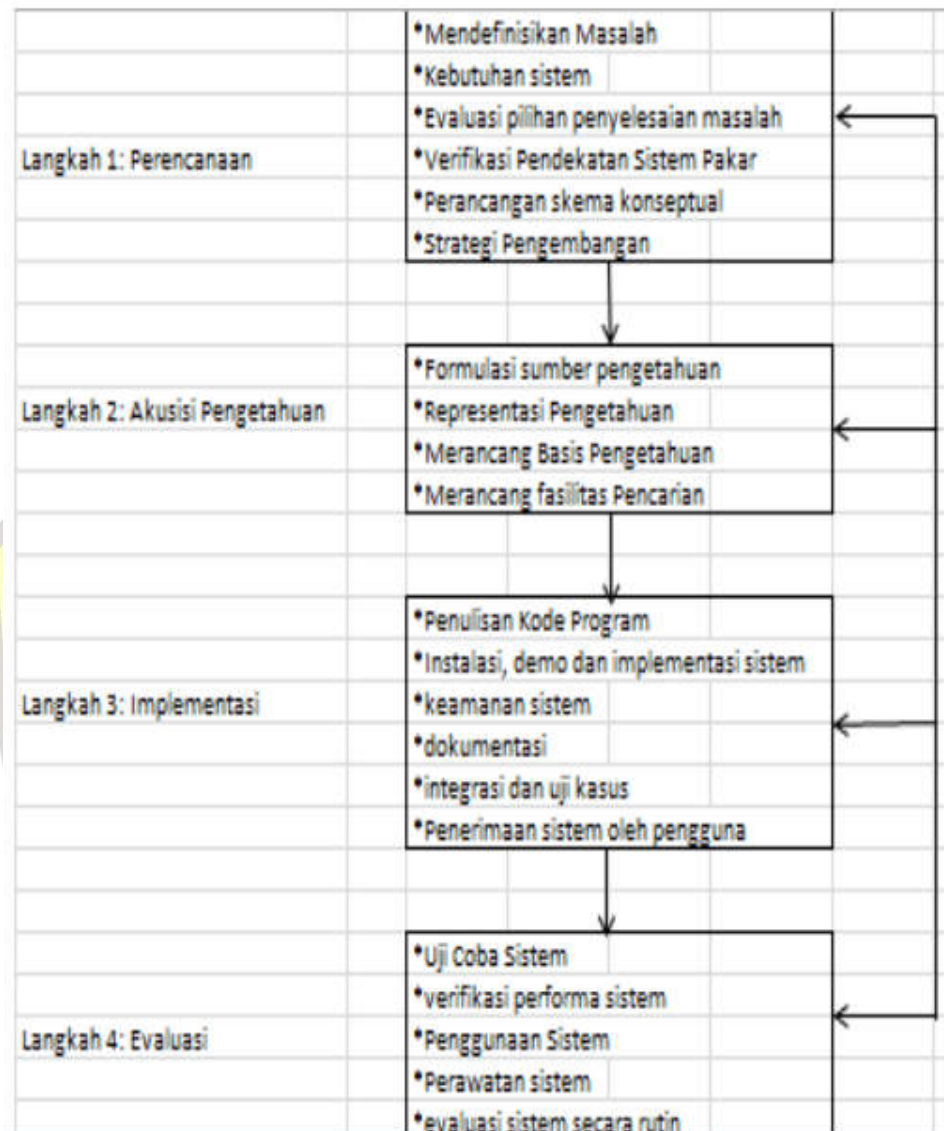 •Mendefinisikan Masalah
•Kebutuhan sistem
•Evaluasi pilihan penyelesaian masalah
Langkah 1: Perencanaan
•Verifikasi Pendekatan Sistem Pakar
•Perancangan skema konseptual
•Strategi Pengembangan
•Formulasi sumber pengetahuan
Langkah 2: Akusisi Pengetahuan
•Representasi Pengetahuan
•Merancang Basis Pengetahuan
•Merancang fasilitas Pencarian
•Penulisan Kode Program
•Instalasi, demo dan implementasi sistem
Langkah 3: Implementasi
•keamanan sistem
•dokumentasi
•integrasi dan uji kasus
•Penerimaan sistem oleh pengguna
•Uji Coba Sistem
•verifikasi performa sistem
Langkah 4: Evaluasi
•Penggunaan Sistem
•Perawatan sistem
•evaluasi sistem secara rutin